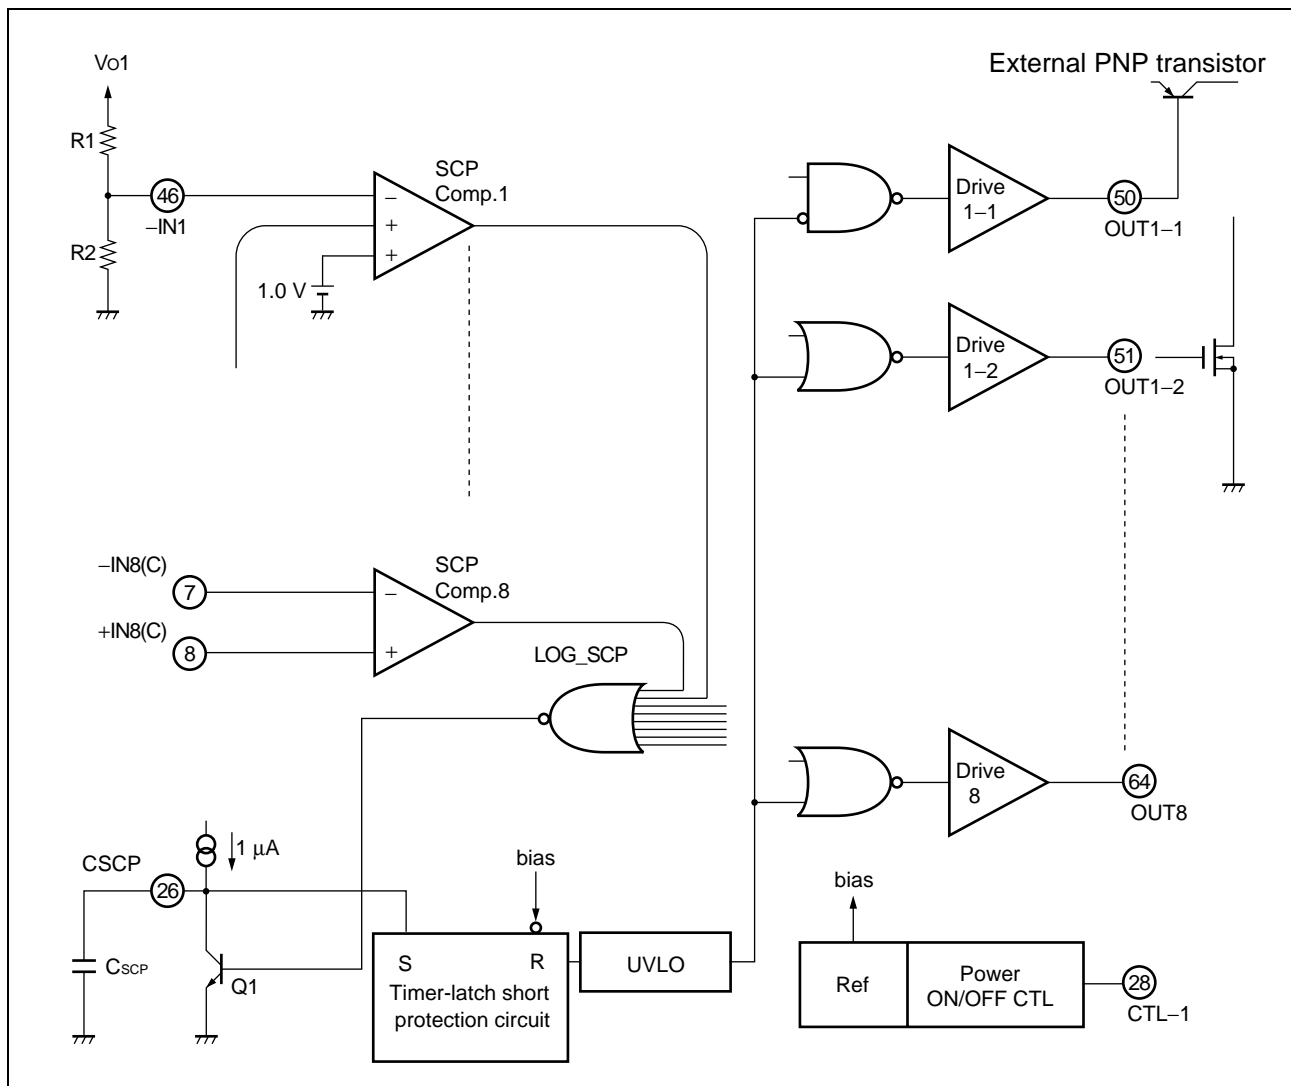 External PNP transistor
Vo1
R1
SCP
Comp.1
Drive
1–1
−
46
50
–IN1
+
OUT1–1
R2
+
1.0 V
Drive
1–2
51
OUT1–2
–IN8(C)
SCP
Comp.8
7
−
+IN8(C)
8
+
LOG_SCP
Drive
8
64
OUT8
1 μA
CSCP
bias
26
bias
CSCP
Q1
S
R
UVLO
Timer-latch short
protection circuit
Ref
Power
ON/OFF CTL
28
CTL–1